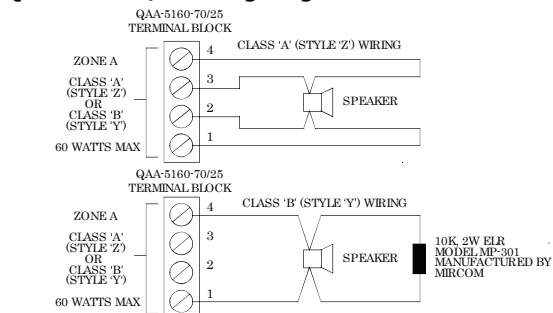 QAA-5160-70/25
TERMINAL BLOCK
CLASS 'A' (STYLE 'Z') WIRING
4
ZONE A
3
CLASS 'A'
(STYLE 'Z')
OR
CLASS 'B'
(STYLE 'Y')
SPEAKER
2
1
60 WATTS MAX
QAA-5160-70/25
TERMINAL BLOCK
CLASS 'B' (STYLE 'Y') WIRING
4
ZONE A
3
CLASS 'A'
(STYLE 'Z')
OR
CLASS 'B'
(STYLE 'Y')
SPEAKER
10K, 2W ELR
MODEL MP-301
MANUFACTURED BY
MIRCOM
2
1
60 WATTS MAX